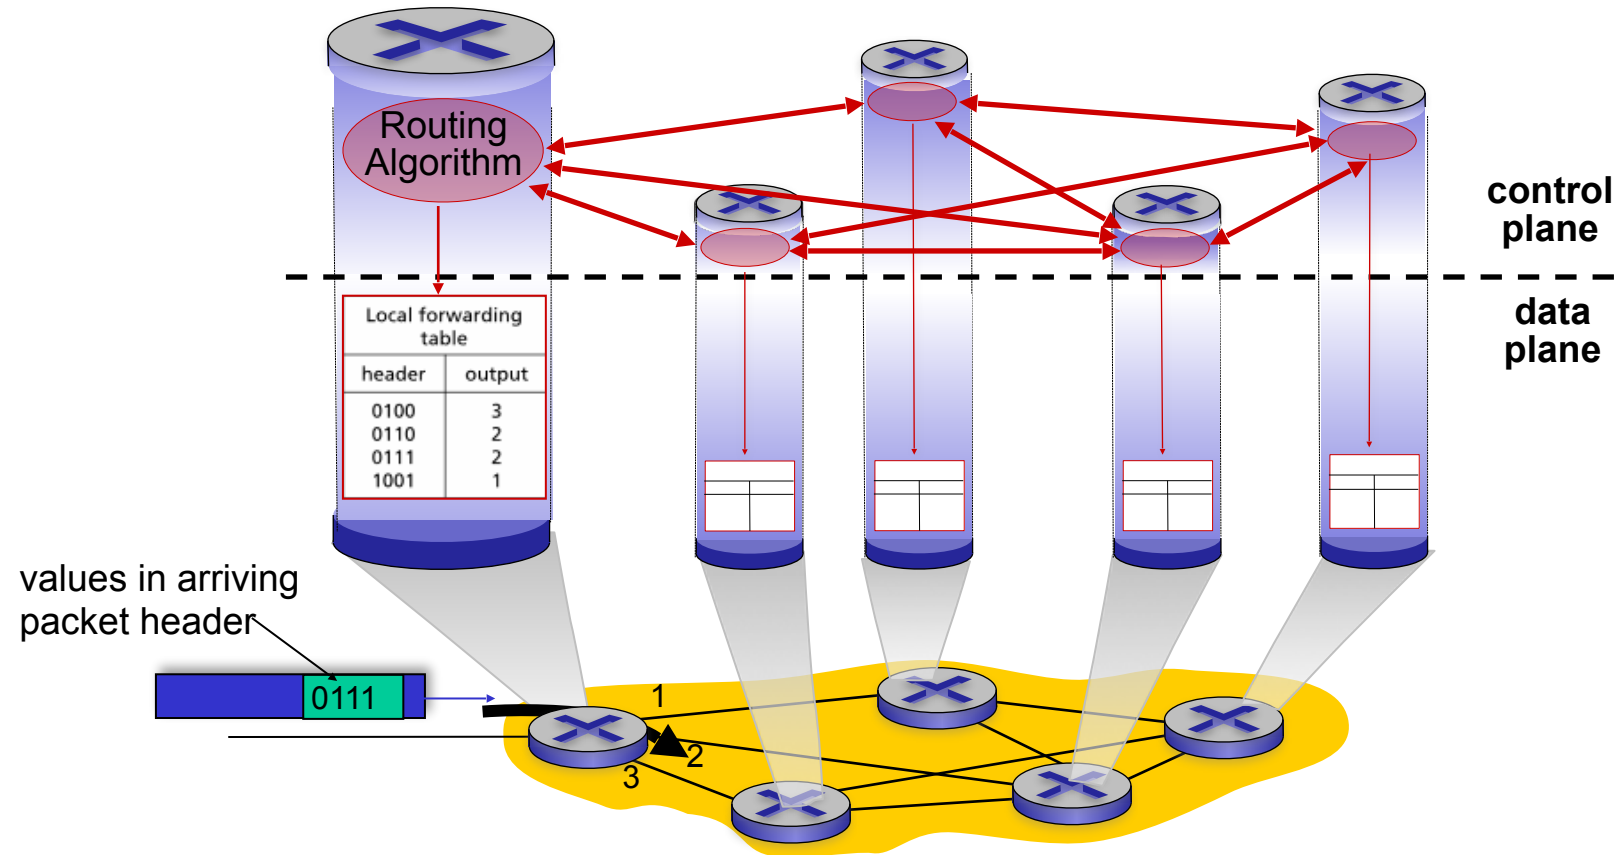 Routing
Algorithm
control
plane
data
plane
Local forwarding
table
header output
0100 3
0110 2
0111 2
1001 1
values in arriving
packet header
0111
1
2
3